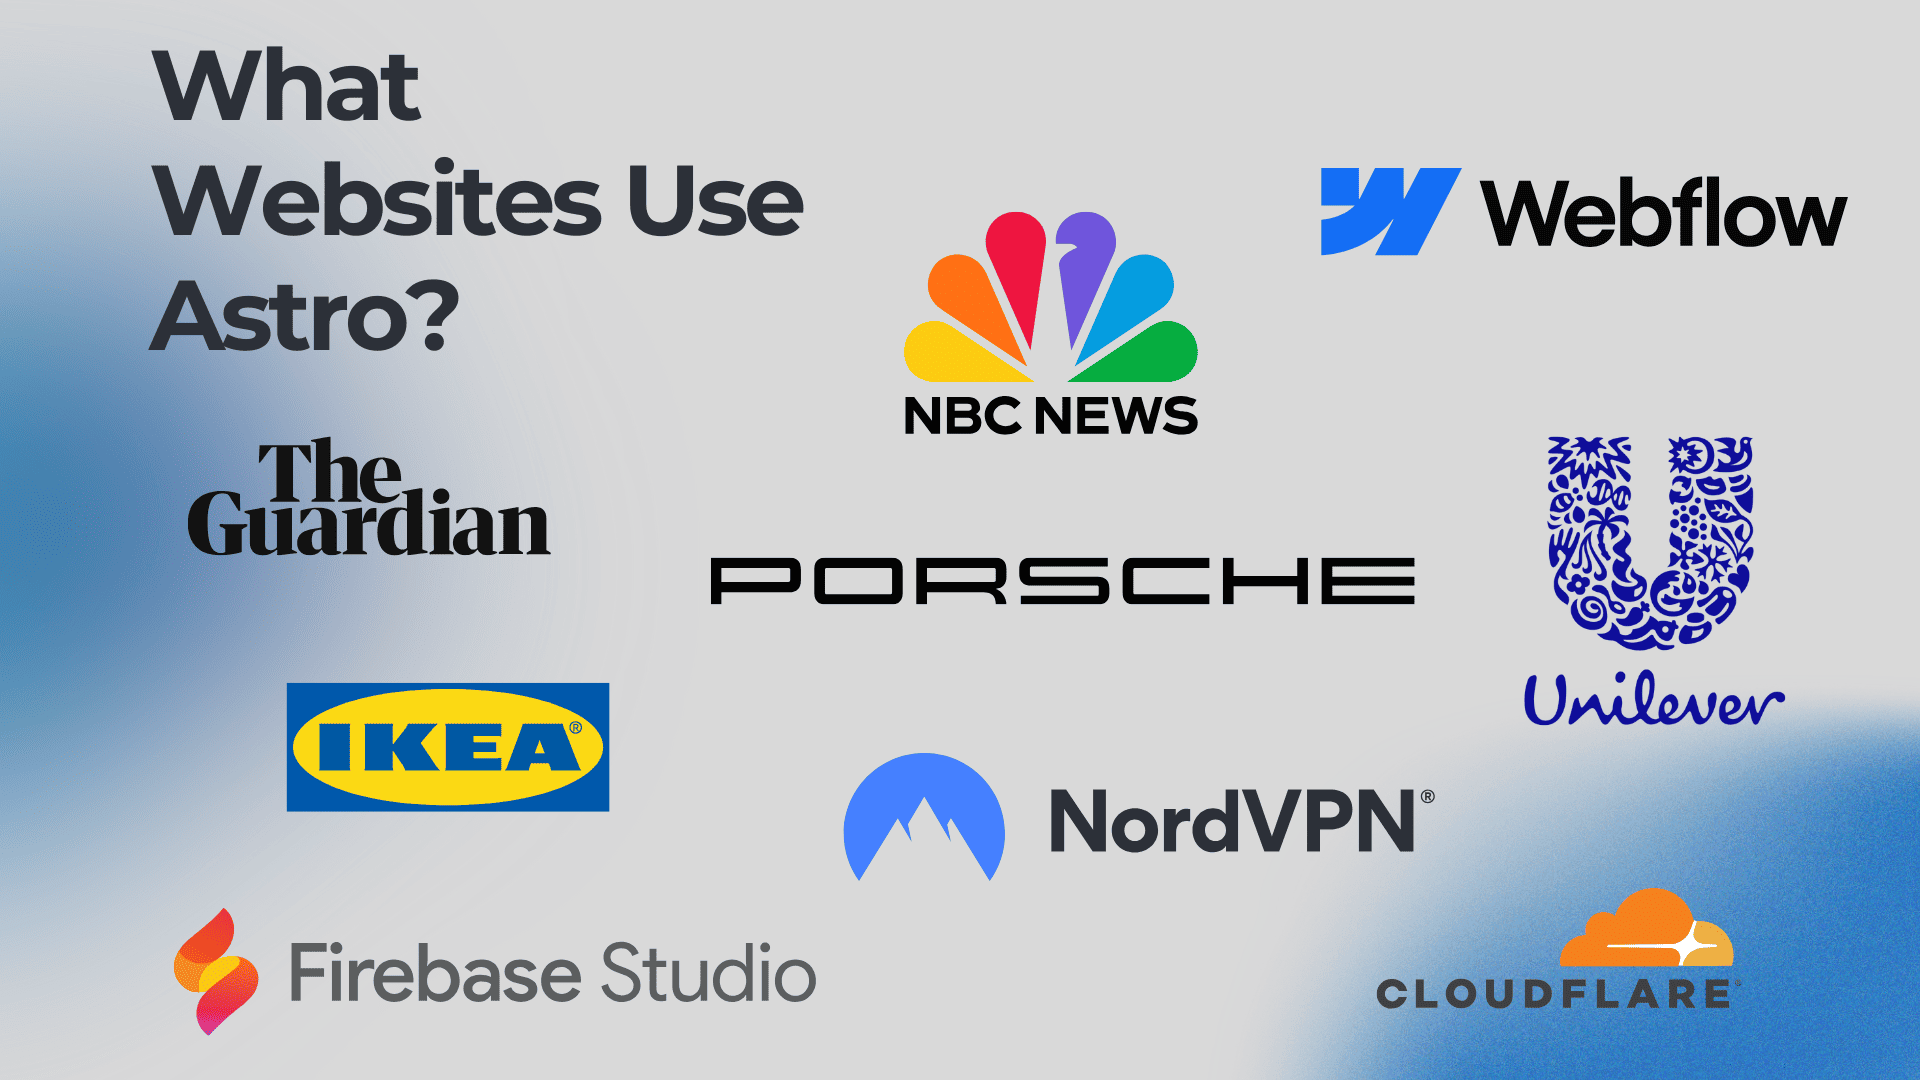 What
Websites Use
Astro?
NBC NEWS
Webflow
The
Guardian
PORSCHE
Unilever
IKEA®
NordVPN®
Firebase Studio
CLOUDFLARE